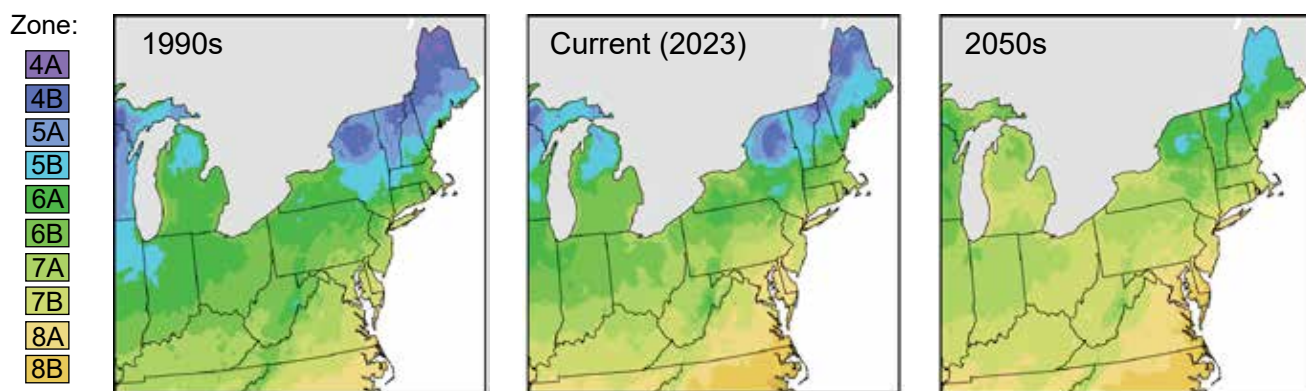 Zone:
4A
4B
5A
5B
6A
6B
7A
7B
8A
8B
1990s
Current (2023)
2050s